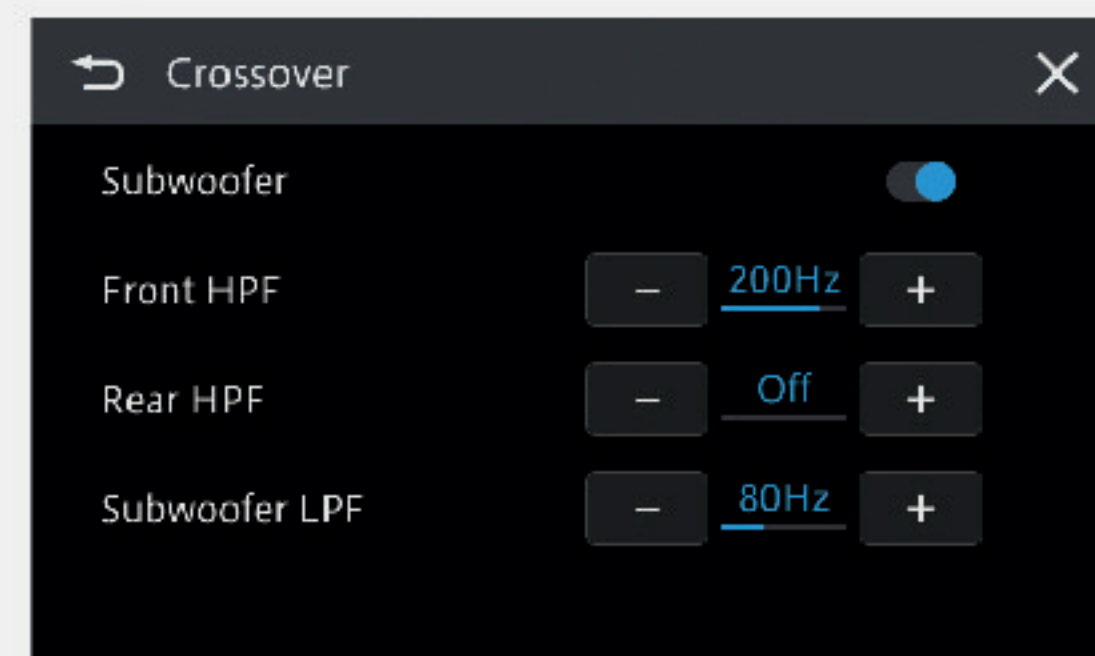 Crossover
Subwoofer
Front HPF − 200Hz +
Rear HPF − Off +
Subwoofer LPF − 80Hz +